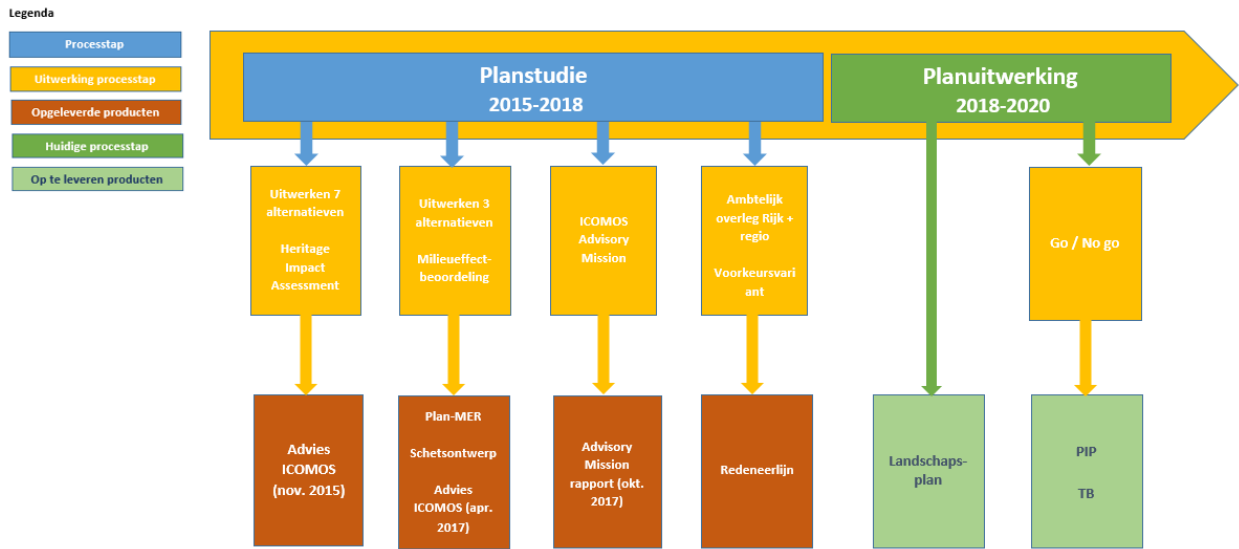 Legenda
Processtap
Uitwerking processtap
Opgeleverde producten
Huidige processtap
Op te leveren producten
Planstudie
2015-2018
Planuitwerking
2018-2020
Uitwerken 7
alternatieven
Heritage
Impact
Assessment
Uitwerken 3
alternatieven
Milieueffect-
beoordeling
ICOMOS
Advisory
Mission
Ambtelijk
overleg Rijk +
regio
Voorkeursvari
ant
Go / No go
Advies
ICOMOS
(nov. 2015)
Plan-MER
Schetsontwerp
Advies
ICOMOS (apr.
2017)
Advisory
Mission
rapport (okt.
2017)
Redeneerlijn
Landschaps-
plan
PIP
TB